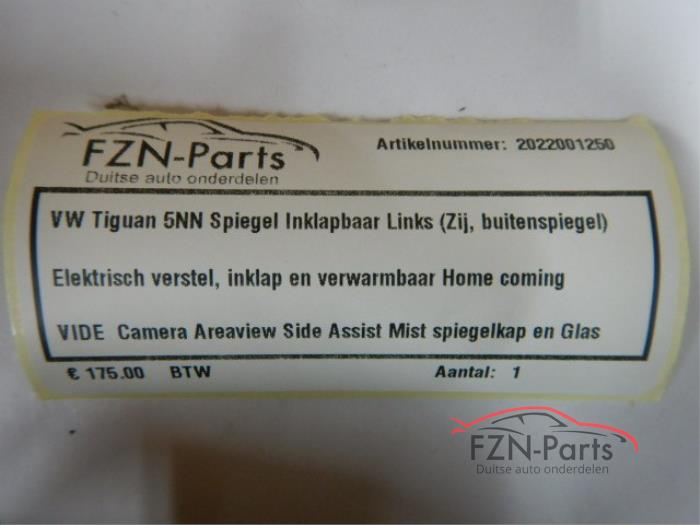 FZN-Parts
Duitse auto onderdelen
Artikelnummer: 2022001250
VW Tiguan 5NN Spiegel Inklapbaar Links (Zij, buitenspiegel)
Elektrisch verstel, inklap en verwarmbaar Home coming
VIDE Camera Areaview Side Assist Mist spiegelkap en Glas
€ 175.00 BTW
Aantal: 1
FZN-Parts
Duitse auto onderdelen